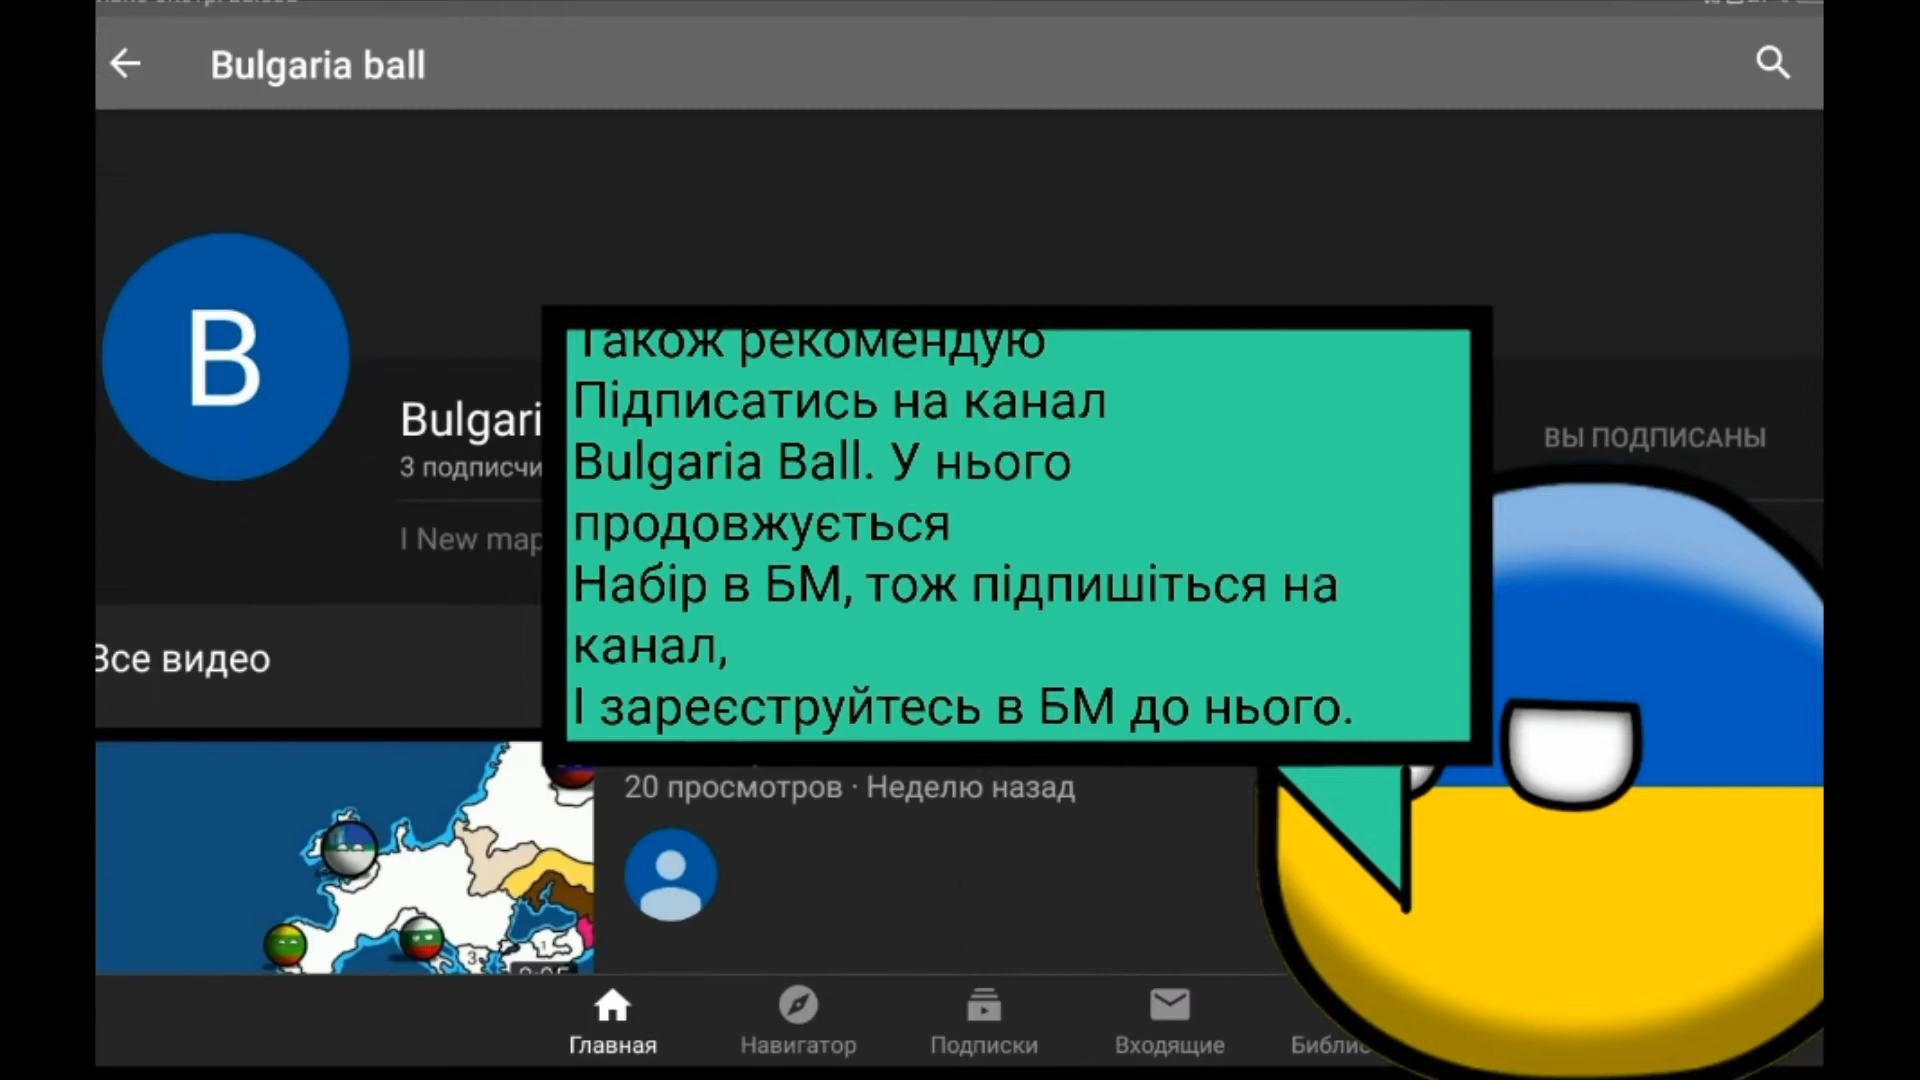 Bulgaria ball
B
Bulgari
3 подписчи
I New map
ВЫ ПОДПИСАНЫ
Також рекомендую
Підписатись на канал
Bulgaria Ball. У нього
продовжується
Набір в БМ, тож підпишіться на
канал,
І зареєструйтесь в БМ до нього.
Все видео
20 просмотров · Неделю назад
3
1
Главная
Навигатор
Подписки
Входящие
Библио